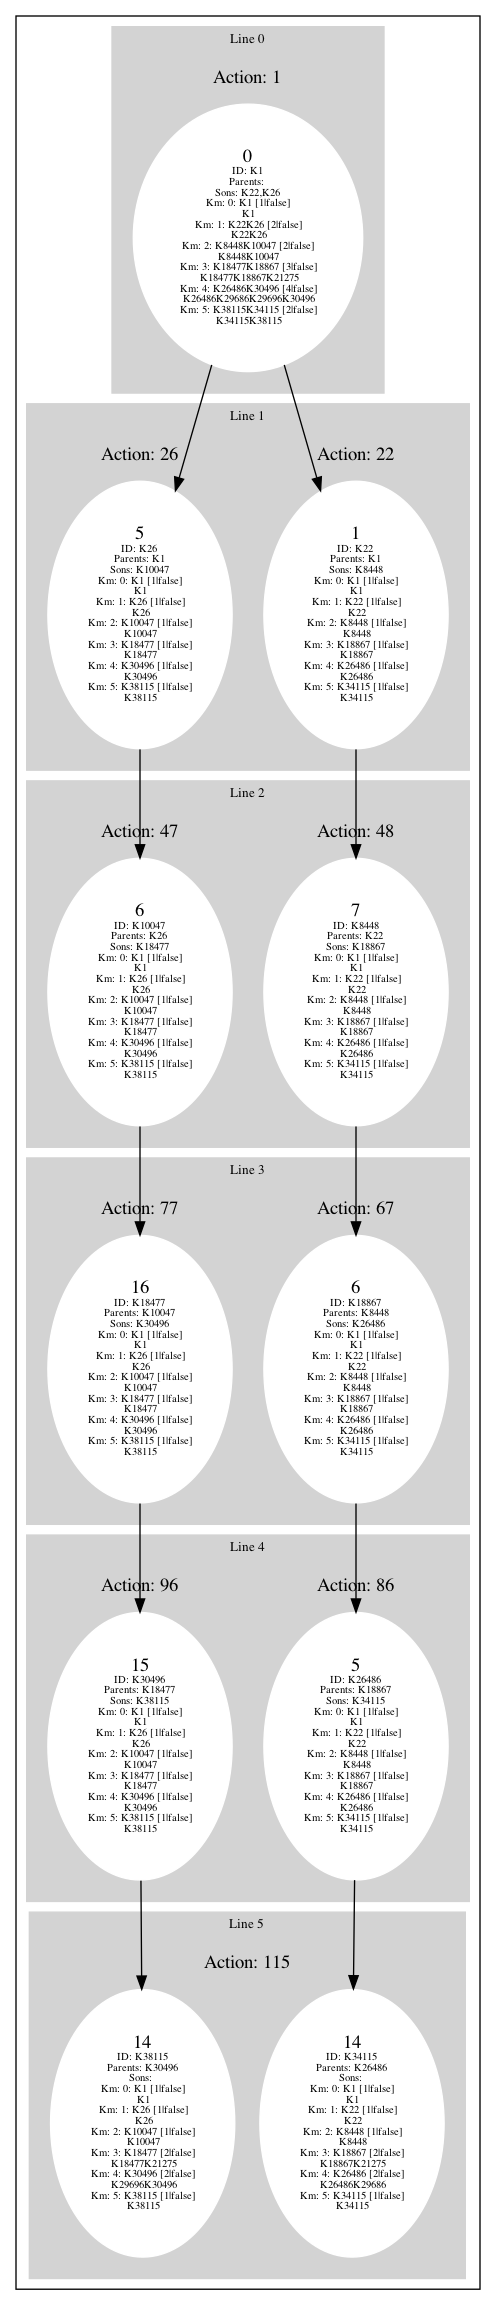 Line 0
Action: 1
0
ID: K1
Parents:
Sons: K22,K26
Km: 0: K1 [1|false]
K1
Km: 1: K22K26 [2|false]
K22K26
Km: 2: K8448K10047 [2|false]
K8448K10047
Km: 3: K18477K18867 [3|false]
K18477K18867K21275
Km: 4: K26486K30496 [4|false]
K26486K29686K29696K30496
Km: 5: K38115K34115 [2|false]
K34115K38115
Line 1
Action: 26
5
ID: K26
Parents: K1
Sons: K10047
Km: 0: K1 [1|false]
K1
Km: 1: K26 [1|false]
K26
Km: 2: K10047 [1|false]
K10047
Km: 3: K18477 [1|false]
K18477
Km: 4: K30496 [1|false]
K30496
Km: 5: K38115 [1|false]
K38115
Action: 22
1
ID: K22
Parents: K1
Sons: K8448
Km: 0: K1 [1|false]
K1
Km: 1: K22 [1|false]
K22
Km: 2: K8448 [1|false]
K8448
Km: 3: K18867 [1|false]
K18867
Km: 4: K26486 [1|false]
K26486
Km: 5: K34115 [1|false]
K34115
Line 2
Action: 47
6
ID: K10047
Parents: K26
Sons: K18477
Km: 0: K1 [1|false]
K1
Km: 1: K26 [1|false]
K26
Km: 2: K10047 [1|false]
K10047
Km: 3: K18477 [1|false]
K18477
Km: 4: K30496 [1|false]
K30496
Km: 5: K38115 [1|false]
K38115
Action: 48
7
ID: K8448
Parents: K22
Sons: K18867
Km: 0: K1 [1|false]
K1
Km: 1: K22 [1|false]
K22
Km: 2: K8448 [1|false]
K8448
Km: 3: K18867 [1|false]
K18867
Km: 4: K26486 [1|false]
K26486
Km: 5: K34115 [1|false]
K34115
Line 3
Action: 77
16
ID: K18477
Parents: K10047
Sons: K30496
Km: 0: K1 [1|false]
K1
Km: 1: K26 [1|false]
K26
Km: 2: K10047 [1|false]
K10047
Km: 3: K18477 [1|false]
K18477
Km: 4: K30496 [1|false]
K30496
Km: 5: K38115 [1|false]
K38115
Action: 67
6
ID: K18867
Parents: K8448
Sons: K26486
Km: 0: K1 [1|false]
K1
Km: 1: K22 [1|false]
K22
Km: 2: K8448 [1|false]
K8448
Km: 3: K18867 [1|false]
K18867
Km: 4: K26486 [1|false]
K26486
Km: 5: K34115 [1|false]
K34115
Line 4
Action: 96
15
ID: K30496
Parents: K18477
Sons: K38115
Km: 0: K1 [1|false]
K1
Km: 1: K26 [1|false]
K26
Km: 2: K10047 [1|false]
K10047
Km: 3: K18477 [1|false]
K18477
Km: 4: K30496 [1|false]
K30496
Km: 5: K38115 [1|false]
K38115
Action: 86
5
ID: K26486
Parents: K18867
Sons: K34115
Km: 0: K1 [1|false]
K1
Km: 1: K22 [1|false]
K22
Km: 2: K8448 [1|false]
K8448
Km: 3: K18867 [1|false]
K18867
Km: 4: K26486 [1|false]
K26486
Km: 5: K34115 [1|false]
K34115
Line 5
Action: 115
14
ID: K38115
Parents: K30496
Sons:
Km: 0: K1 [1|false]
K1
Km: 1: K26 [1|false]
K26
Km: 2: K10047 [1|false]
K10047
Km: 3: K18477 [2|false]
K18477K21275
Km: 4: K30496 [2|false]
K29696K30496
Km: 5: K38115 [1|false]
K38115
14
ID: K34115
Parents: K26486
Sons:
Km: 0: K1 [1|false]
K1
Km: 1: K22 [1|false]
K22
Km: 2: K8448 [1|false]
K8448
Km: 3: K18867 [2|false]
K18867K21275
Km: 4: K26486 [2|false]
K26486K29686
Km: 5: K34115 [1|false]
K34115